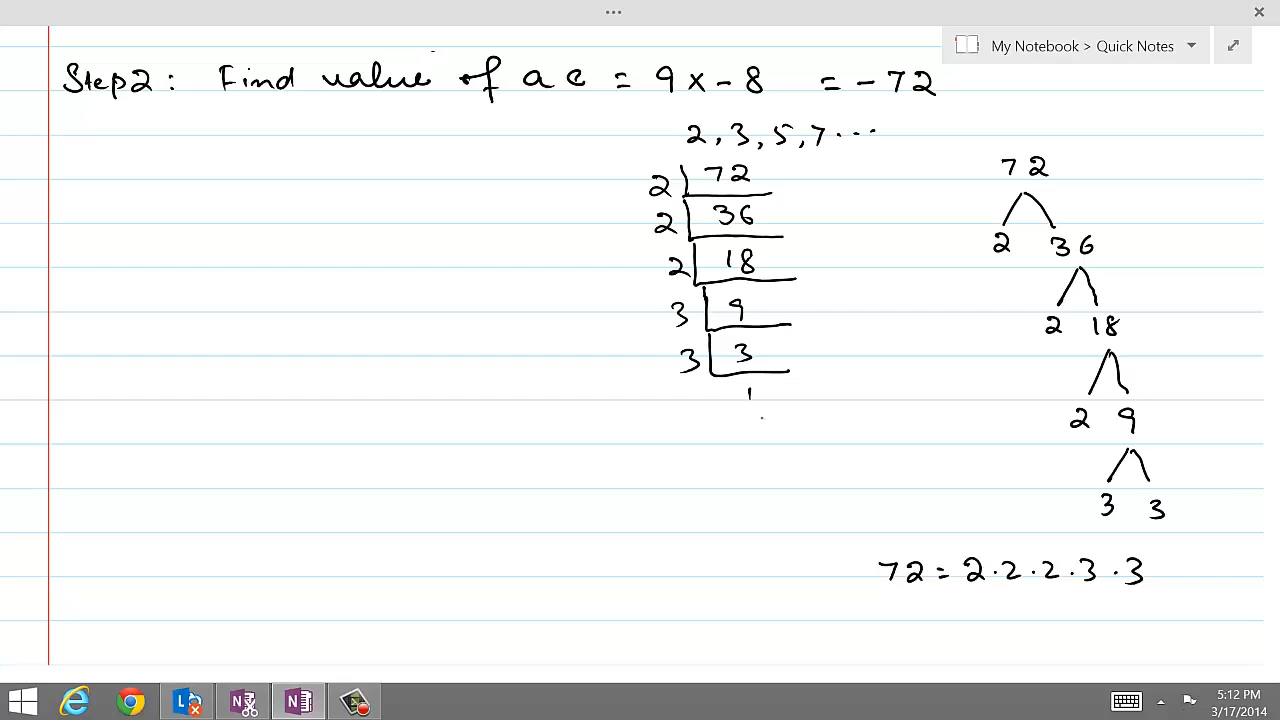 My Notebook > Quick Notes
Step2: Find value of ac = 9 x - 8 = - 72
2, 3, 5, 7 ...
2 72
2 36
2 18
3 9
3 3
1
72
2 36
2 18
2 9
3 3
72 = 2 · 2 · 2 · 3 · 3
5:12 PM
3/17/2014